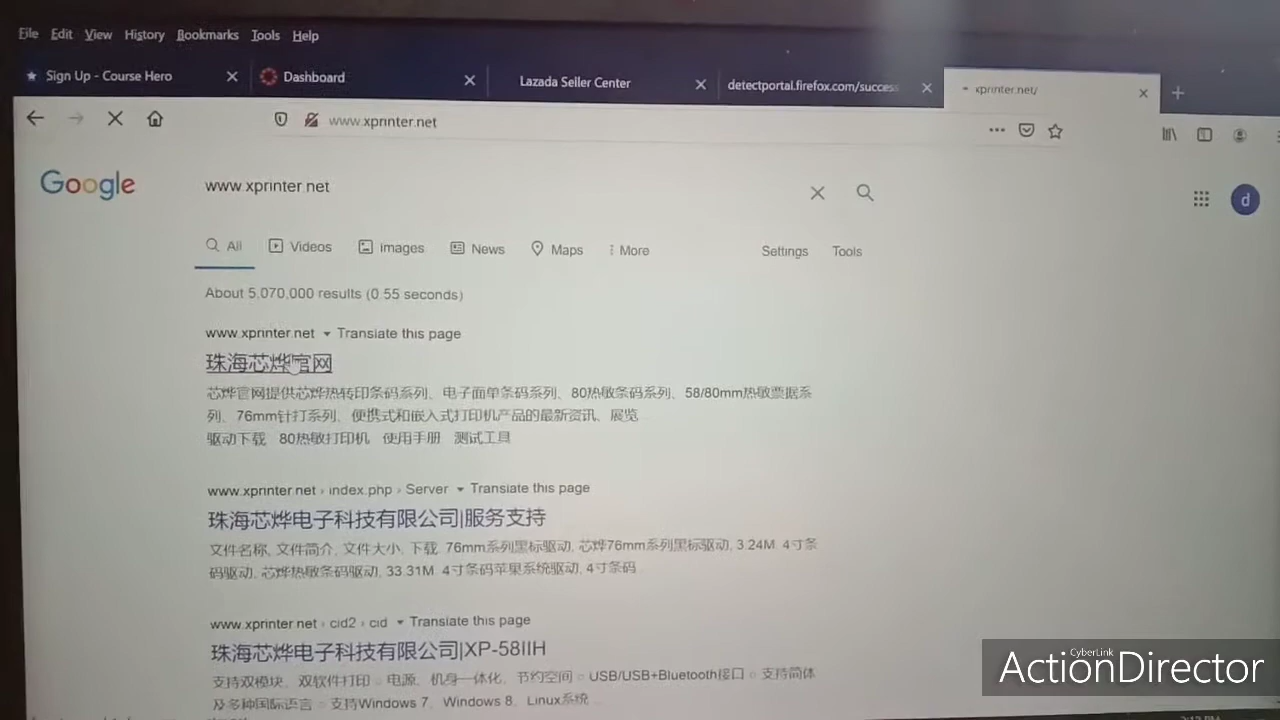 File Edit View History Bookmarks Tools Help
Sign Up - Course Hero
Dashboard
Lazada Seller Center
detectportal.firefox.com/success
xprinter.net/
www.xprinter.net
Google
www.xprinter.net
All Videos Images News Maps More Settings Tools
d
About 5,070,000 results (0.55 seconds)
www.xprinter.net Translate this page
珠海芯烨官网
芯烨官网提供芯烨热转印条码系列、电子面单条码系列、80热敏条码系列、58/80mm热敏票据系
列、76mm针打系列、便携式和嵌入式打印机产品的最新资讯、展览
驱动下载 80热敏打印机 使用手册 测试工具
www.xprinter.net › index.php › Server Translate this page
珠海芯烨电子科技有限公司|服务支持
文件名称, 文件简介, 文件大小, 下载. 76mm系列黑标驱动, 芯烨76mm系列黑标驱动, 3.24M. 4寸条
码驱动, 芯烨热敏条码驱动, 33.31M. 4寸条码苹果系统驱动, 4寸条码
www.xprinter.net › cid2 › cid Translate this page
珠海芯烨电子科技有限公司|XP-58IIH
支持双模块、双软件打印 ○ 电源、机身一体化、节约空间 ○ USB/USB+Bluetooth接口 ○ 支持简体
及多种国际语言 ○ 支持Windows 7、Windows 8、Linux系统
CyberLink
ActionDirector